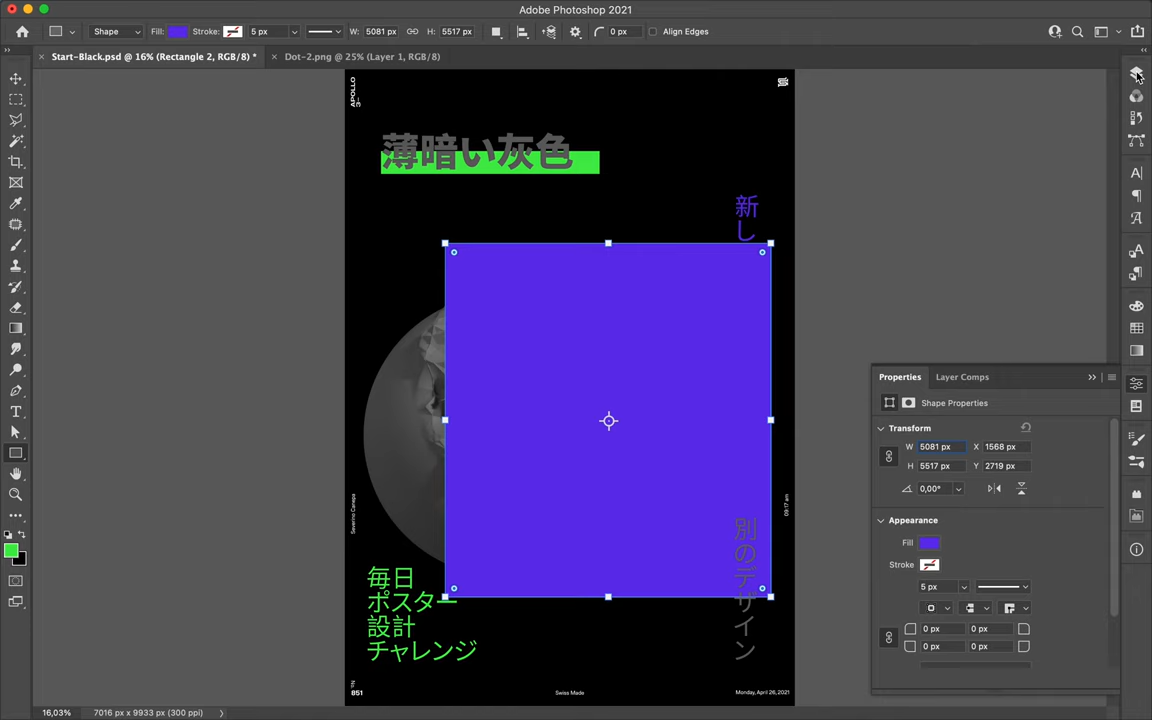 Adobe Photoshop 2021
Shape Fill: Stroke: 5 px W: 5081 px H: 5517 px 0 px Align Edges
Start-Black.psd @ 16% (Rectangle 2, RGB/8) *
Dot-2.png @ 25% (Layer 1, RGB/8)
APOLLO
薄暗い灰色
新
し
別
の
デ
ザ
イ
ン
Severino Canepa
09:17 am
毎日
ポスター
設計
チャレンジ
851
Swiss Made
Monday, April 26, 2021
Properties Layer Comps
Shape Properties
Transform
W 5081 px X 1568 px
H 5517 px Y 2719 px
0,00°
Appearance
Fill
Stroke
5 px
0 px 0 px
0 px 0 px
16,03% 7016 px x 9933 px (300 ppi)